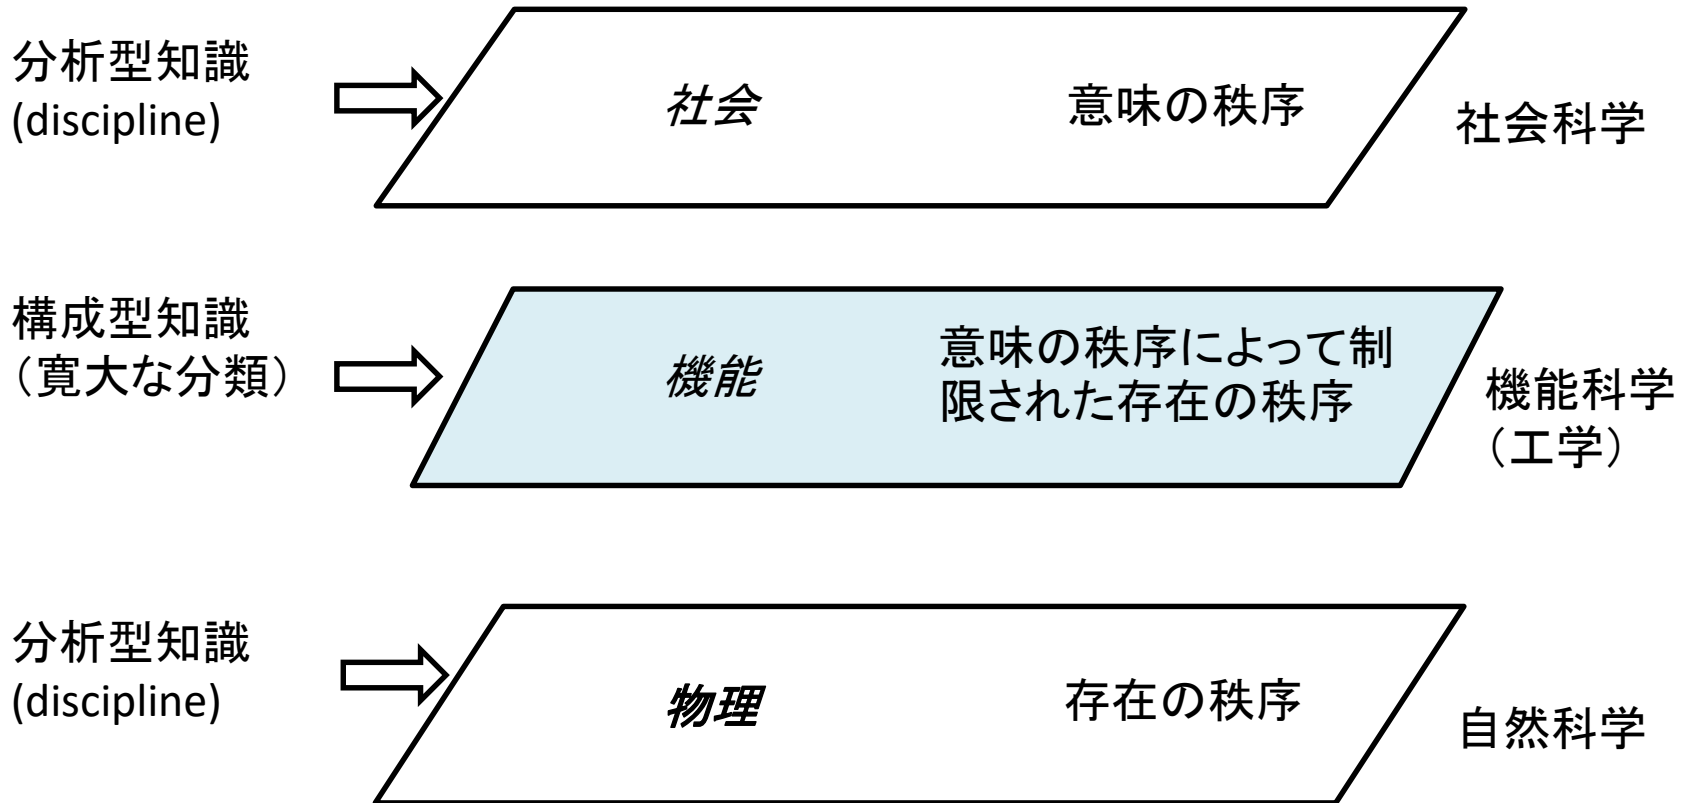 分析型知識
(discipline)
社会
意味の秩序
社会科学
構成型知識
（寛大な分類）
機能
意味の秩序によって制
限された存在の秩序
機能科学
（工学）
分析型知識
(discipline)
物理
存在の秩序
自然科学